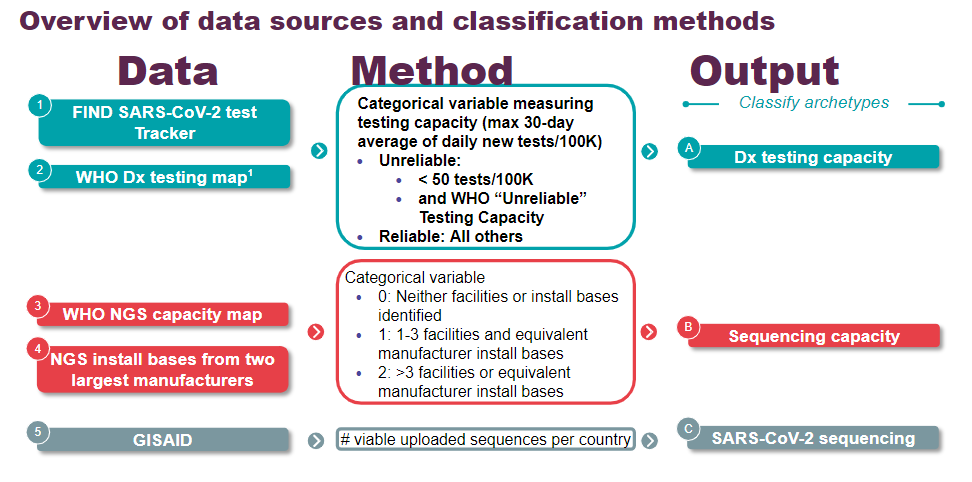 Overview of data sources and classification methods
Data
Method
Output
Classify archetypes
1
FIND SARS-CoV-2 test
Tracker
2
WHO Dx testing map¹
Categorical variable measuring
testing capacity (max 30-day
average of daily new tests/100K)
• Unreliable:
• < 50 tests/100K
• and WHO “Unreliable”
Testing Capacity
• Reliable: All others
A
Dx testing capacity
3
WHO NGS capacity map
4
NGS install bases from two
largest manufacturers
Categorical variable
• 0: Neither facilities or install bases
identified
• 1: 1-3 facilities and equivalent
manufacturer install bases
• 2: >3 facilities or equivalent
manufacturer install bases
B
Sequencing capacity
5
GISAID
# viable uploaded sequences per country
C
SARS-CoV-2 sequencing